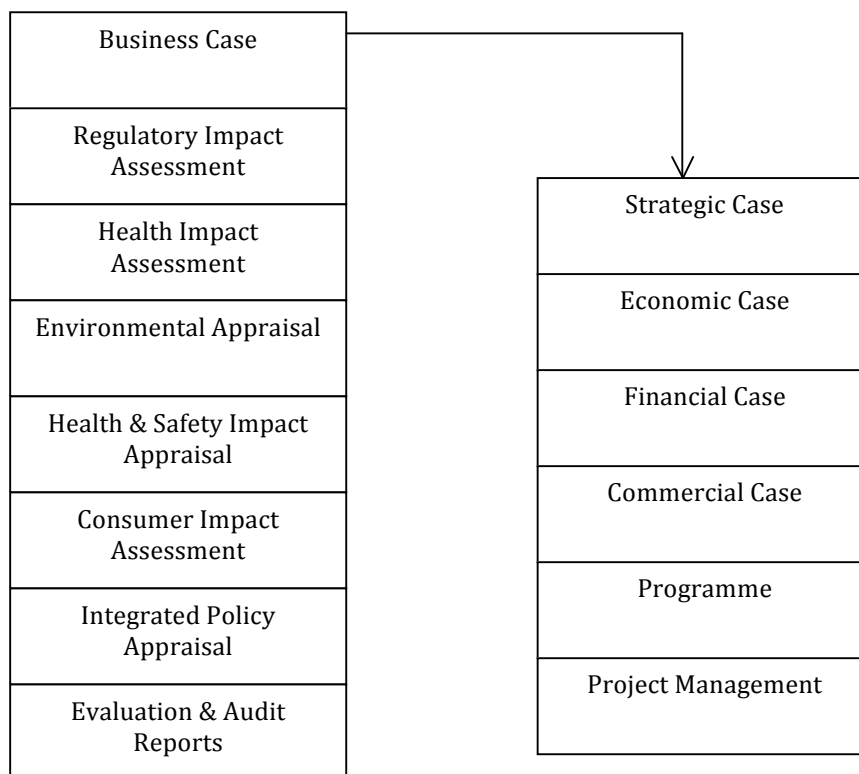 Business Case
Regulatory Impact
Assessment
Health Impact
Assessment
Environmental Appraisal
Health & Safety Impact
Appraisal
Consumer Impact
Assessment
Integrated Policy
Appraisal
Evaluation & Audit
Reports
Strategic Case
Economic Case
Financial Case
Commercial Case
Programme
Project Management